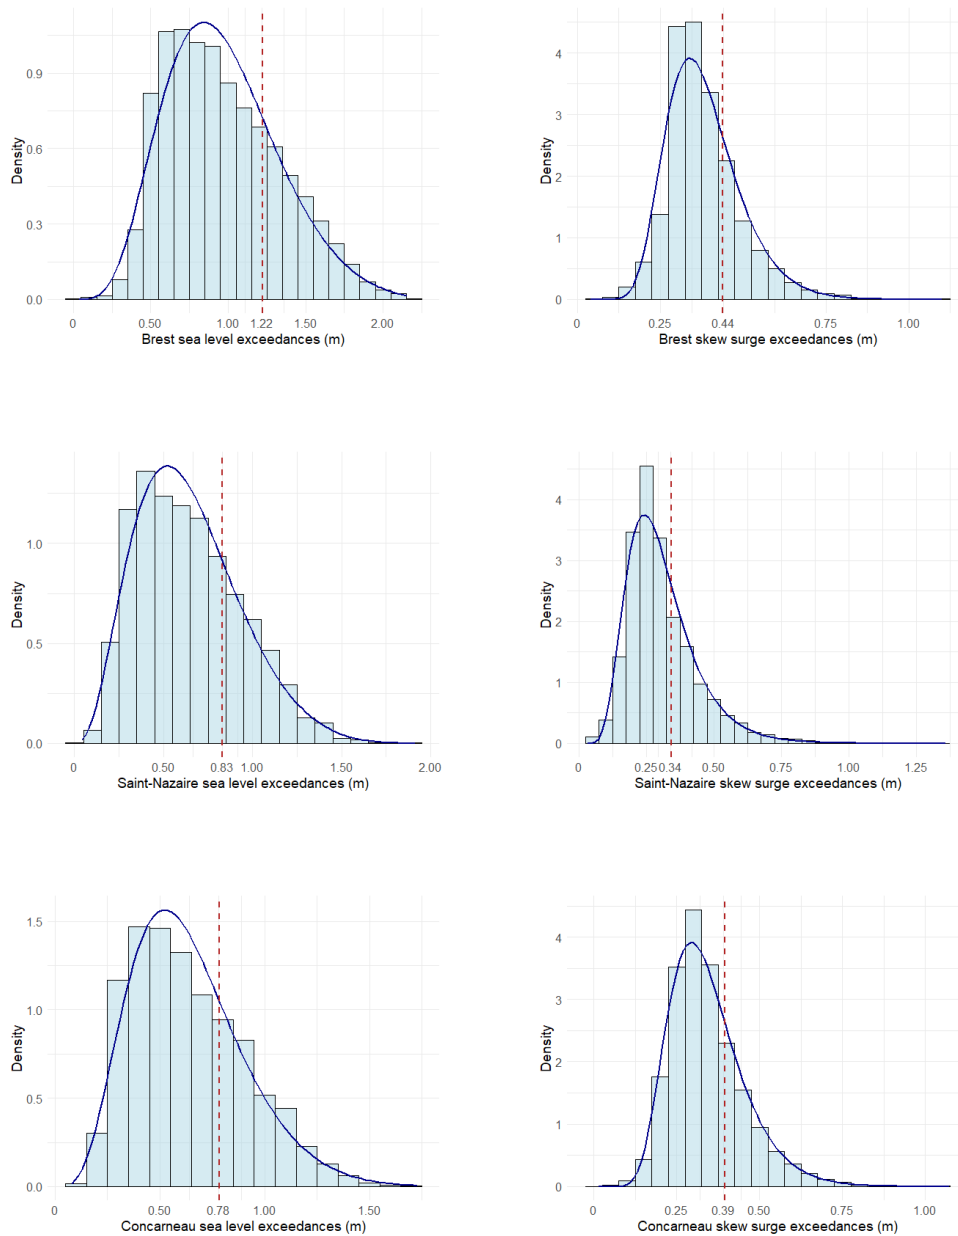 Density
0.9
0.6
0.3
0.0
0 0.50 1.00 1.22 1.50 2.00
Brest sea level exceedances (m)
Density
4
3
2
1
0
0 0.25 0.44 0.75 1.00
Brest skew surge exceedances (m)
Density
1.0
0.5
0.0
0 0.50 0.83 1.00 1.50 2.00
Saint-Nazaire sea level exceedances (m)
Density
4
3
2
1
0
0 0.25 0.34 0.50 0.75 1.00 1.25
Saint-Nazaire skew surge exceedances (m)
Density
1.5
1.0
0.5
0.0
0 0.50 0.78 1.00 1.50
Concarneau sea level exceedances (m)
Density
4
3
2
1
0
0 0.25 0.39 0.50 0.75 1.00
Concarneau skew surge exceedances (m)